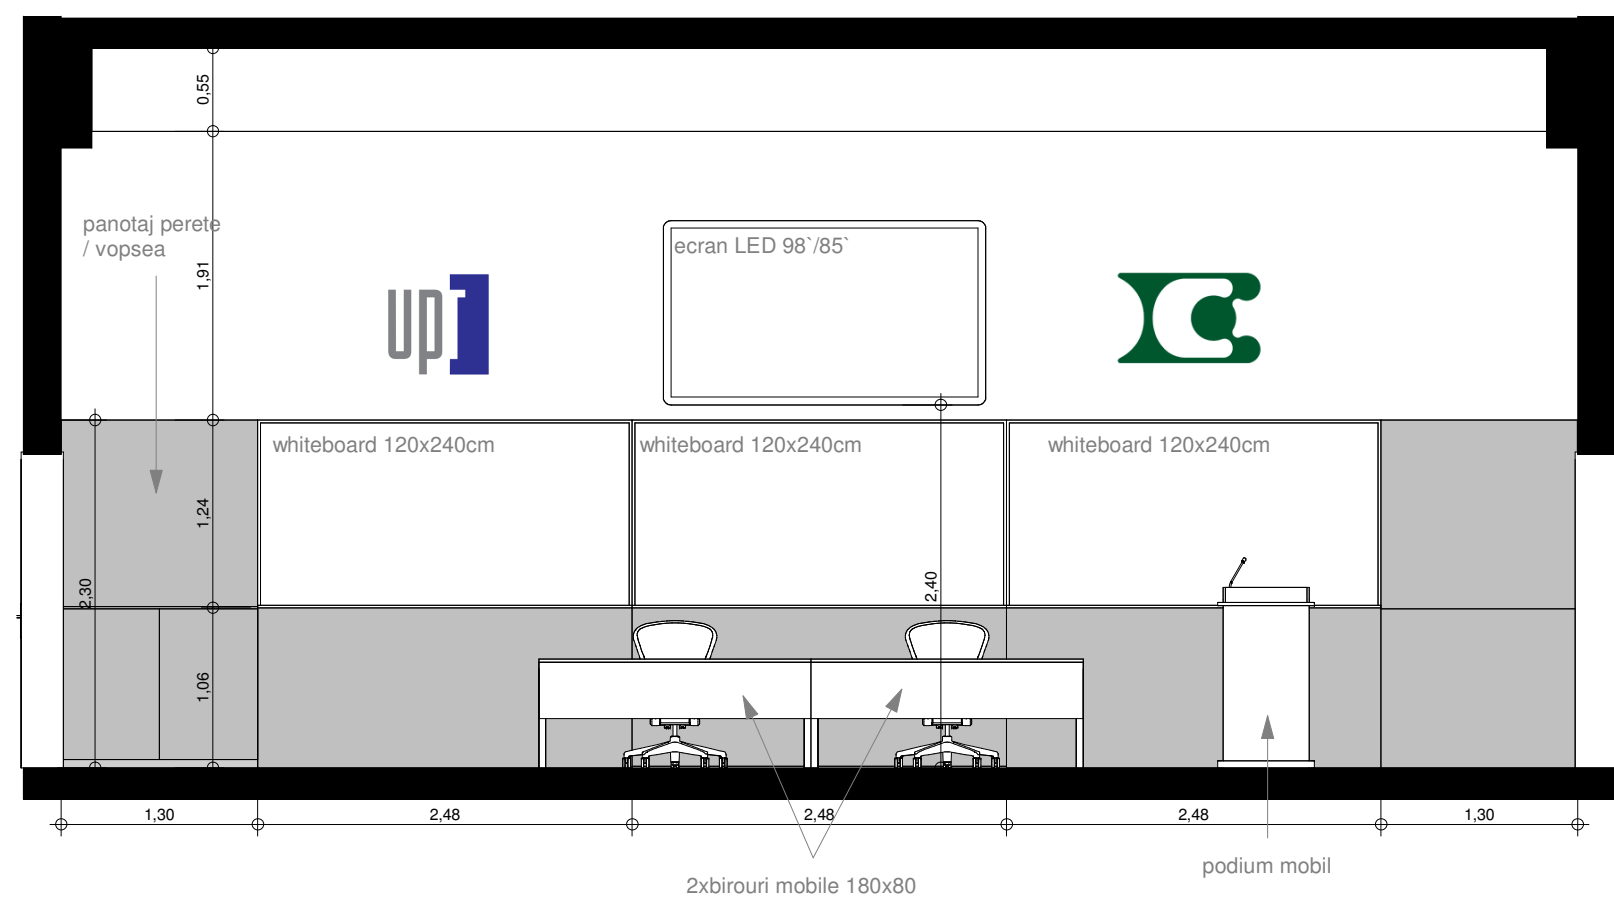 0,55
panotaj perete
/ vopsea
1,91
ecran LED 98`/85`
up
whiteboard 120x240cm
whiteboard 120x240cm
whiteboard 120x240cm
1,24
2,30
2,40
1,06
1,30
2,48
2,48
2,48
1,30
podium mobil
2xbirouri mobile 180x80